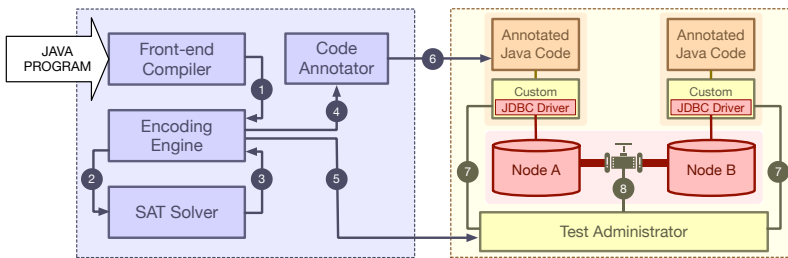 JAVA
PROGRAM
Front-end
Compiler
Code
Annotator
1
4
6
Encoding
Engine
2
3
5
SAT Solver
Annotated
Java Code
Annotated
Java Code
Custom
JDBC Driver
Custom
JDBC Driver
Node A
Node B
7
8
7
Test Administrator